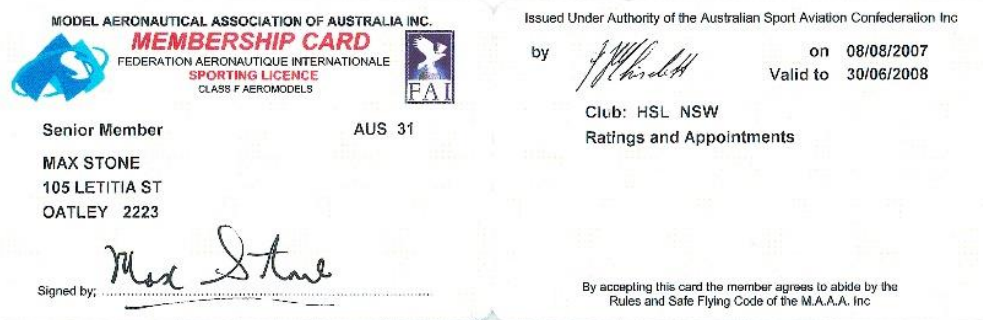 MODEL AERONAUTICAL ASSOCIATION OF AUSTRALIA INC.
MEMBERSHIP CARD
FEDERATION AERONAUTIQUE INTERNATIONALE
SPORTING LICENCE
CLASS F AEROMODELS
FAI
Senior Member AUS 31
MAX STONE
105 LETITIA ST
OATLEY 2223
Max Stone
Signed by;
Issued Under Authority of the Australian Sport Aviation Confederation Inc
by on 08/08/2007
Valid to 30/06/2008
Club: HSL NSW
Ratings and Appointments
By accepting this card the member agrees to abide by the
Rules and Safe Flying Code of the M.A.A.A. Inc